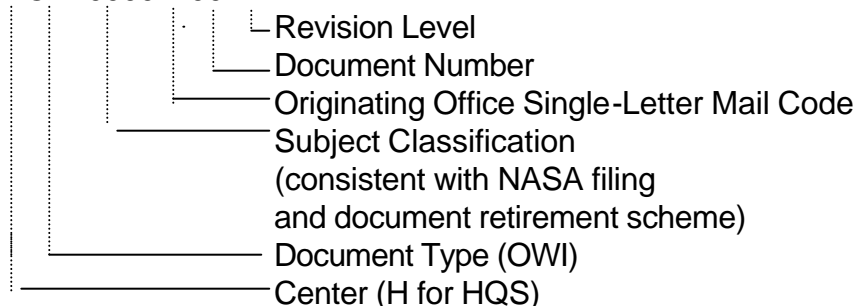 Revision Level
Document Number
Originating Office Single-Letter Mail Code
Subject Classification
(consistent with NASA filing
and document retirement scheme)
Document Type (OWI)
Center (H for HQS)